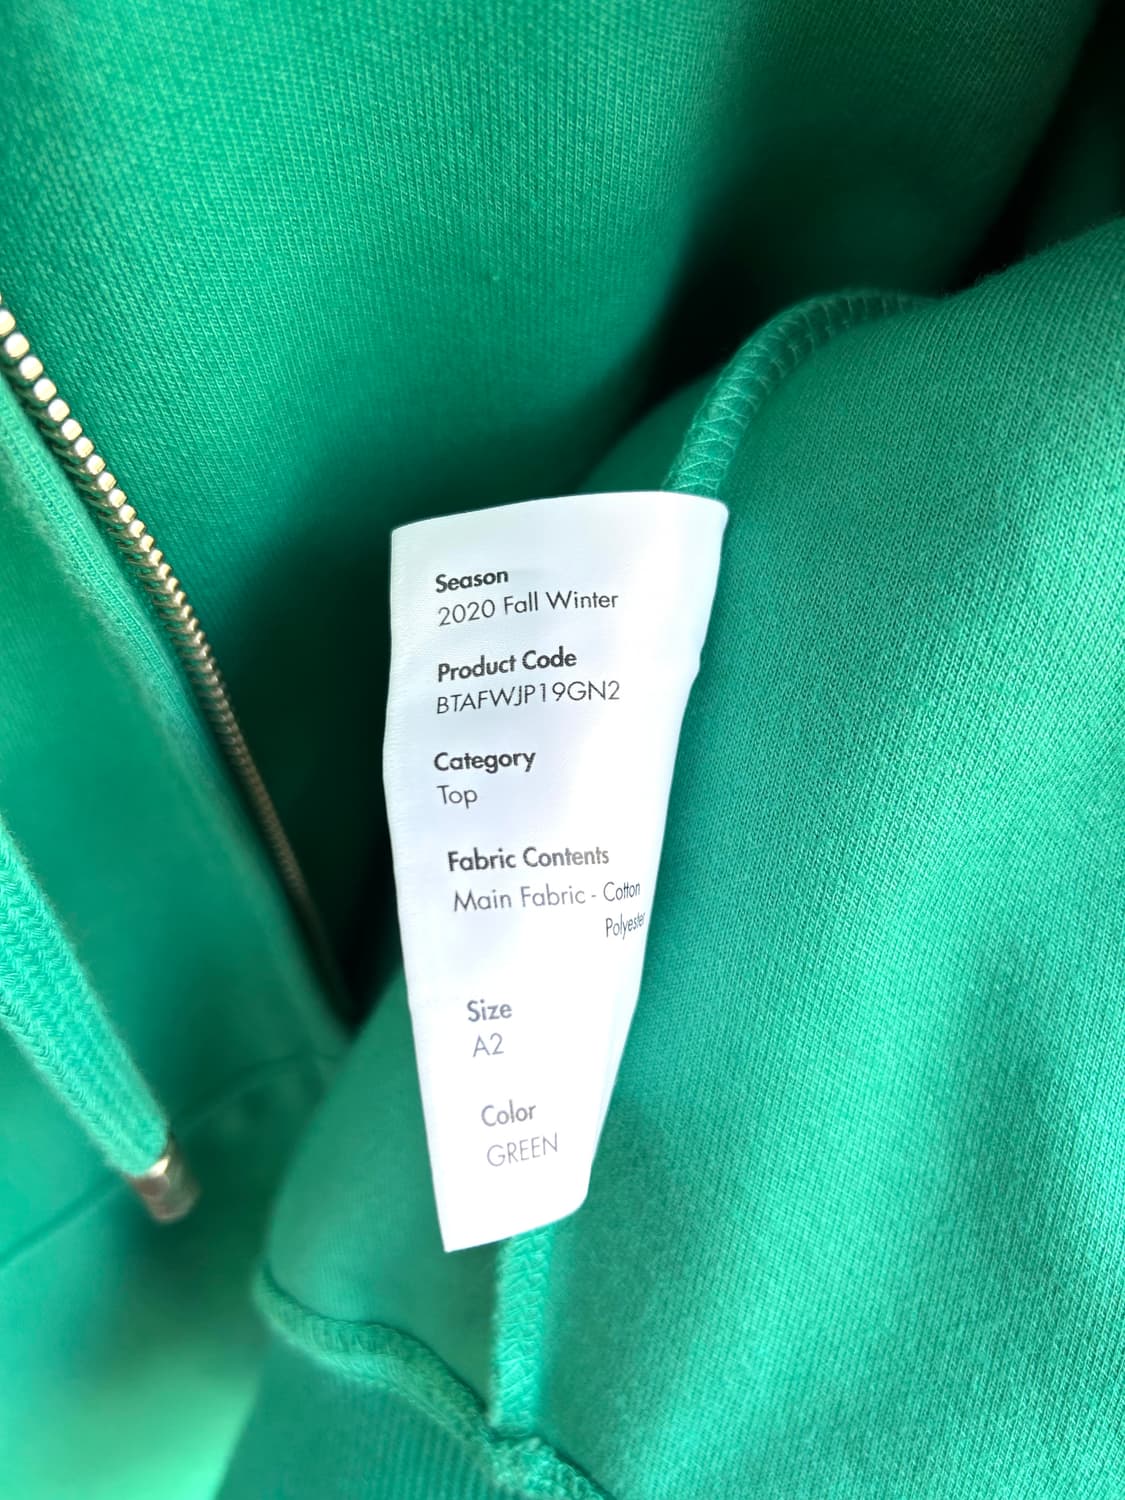 Season
2020 Fall Winter
Product Code
BTAFWJP19GN2
Category
Top
Fabric Contents
Main Fabric - Cotton
Polyester
Size
A2
Color
GREEN